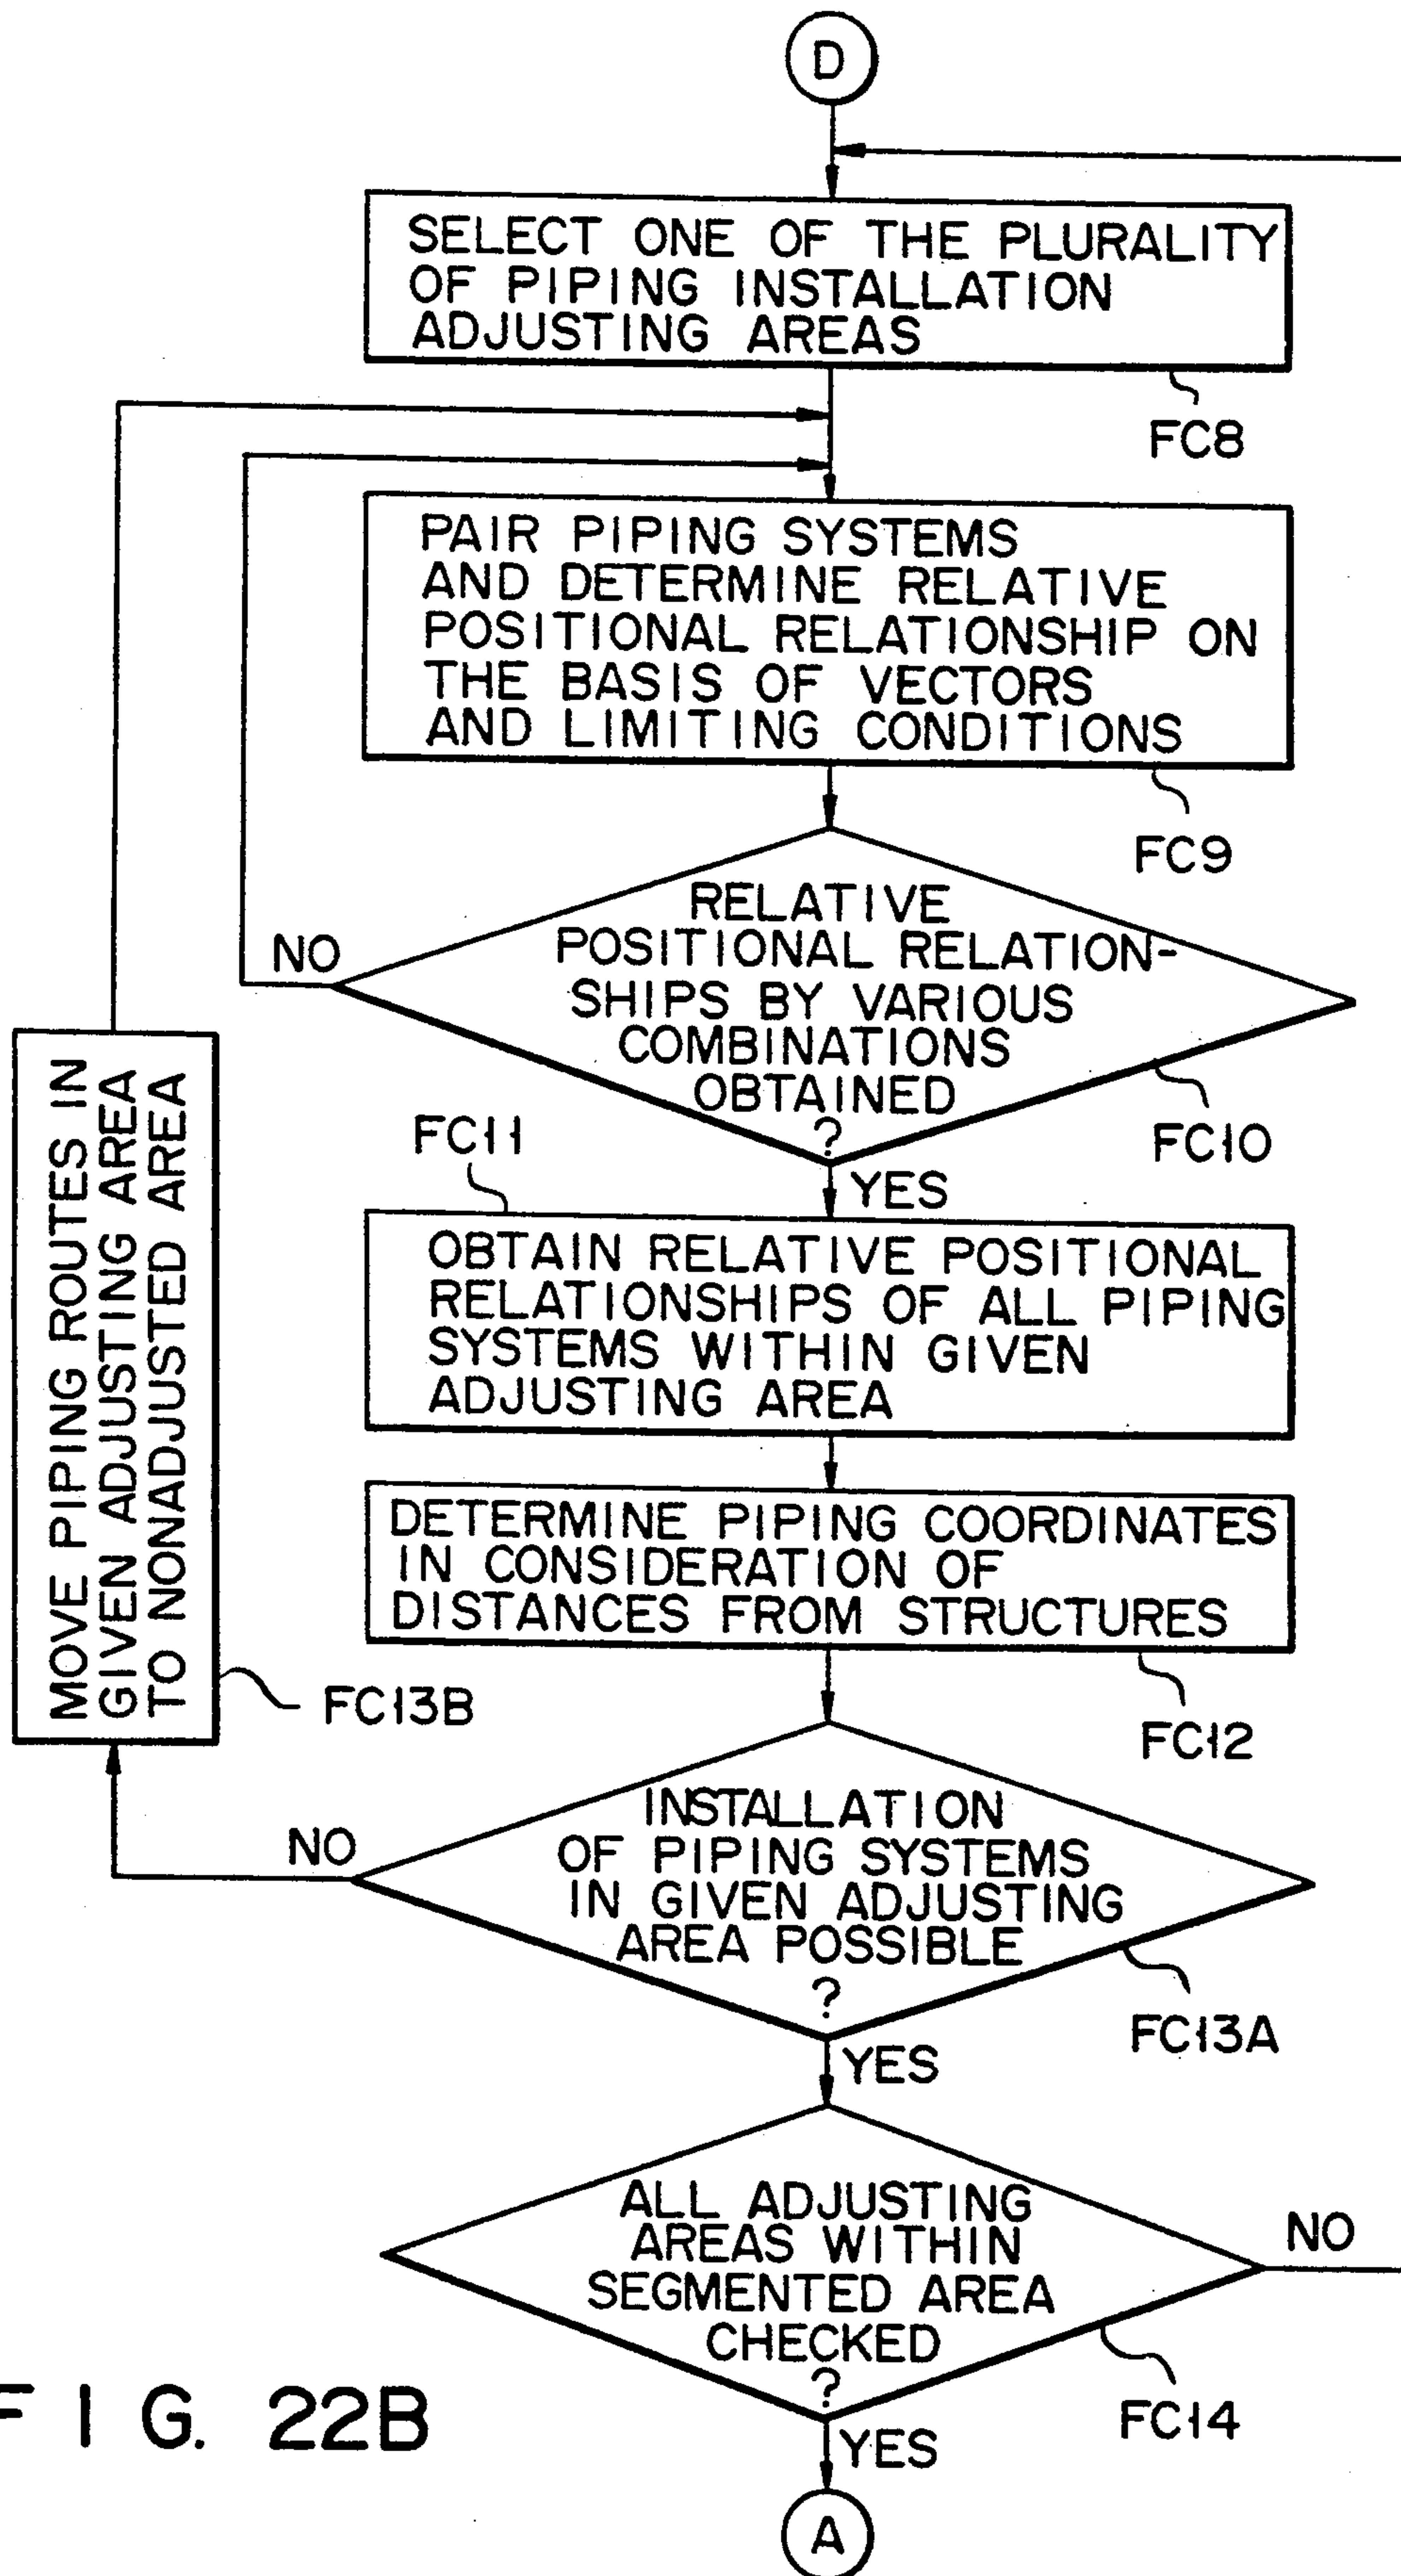 D
SELECT ONE OF THE PLURALITY
OF PIPING INSTALLATION
ADJUSTING AREAS
FC8
PAIR PIPING SYSTEMS
AND DETERMINE RELATIVE
POSITIONAL RELATIONSHIP ON
THE BASIS OF VECTORS
AND LIMITING CONDITIONS
FC9
RELATIVE
POSITIONAL RELATION-
SHIPS BY VARIOUS
COMBINATIONS
OBTAINED
?
NO
FC10
YES
FC11
OBTAIN RELATIVE POSITIONAL
RELATIONSHIPS OF ALL PIPING
SYSTEMS WITHIN GIVEN
ADJUSTING AREA
DETERMINE PIPING COORDINATES
IN CONSIDERATION OF
DISTANCES FROM STRUCTURES
FC12
MOVE PIPING ROUTES IN
GIVEN ADJUSTING AREA
TO NONADJUSTED AREA
FC13B
INSTALLATION
OF PIPING SYSTEMS
IN GIVEN ADJUSTING
AREA POSSIBLE
?
NO
FC13A
YES
ALL ADJUSTING
AREAS WITHIN
SEGMENTED AREA
CHECKED
?
NO
FC14
YES
A
FIG. 22B